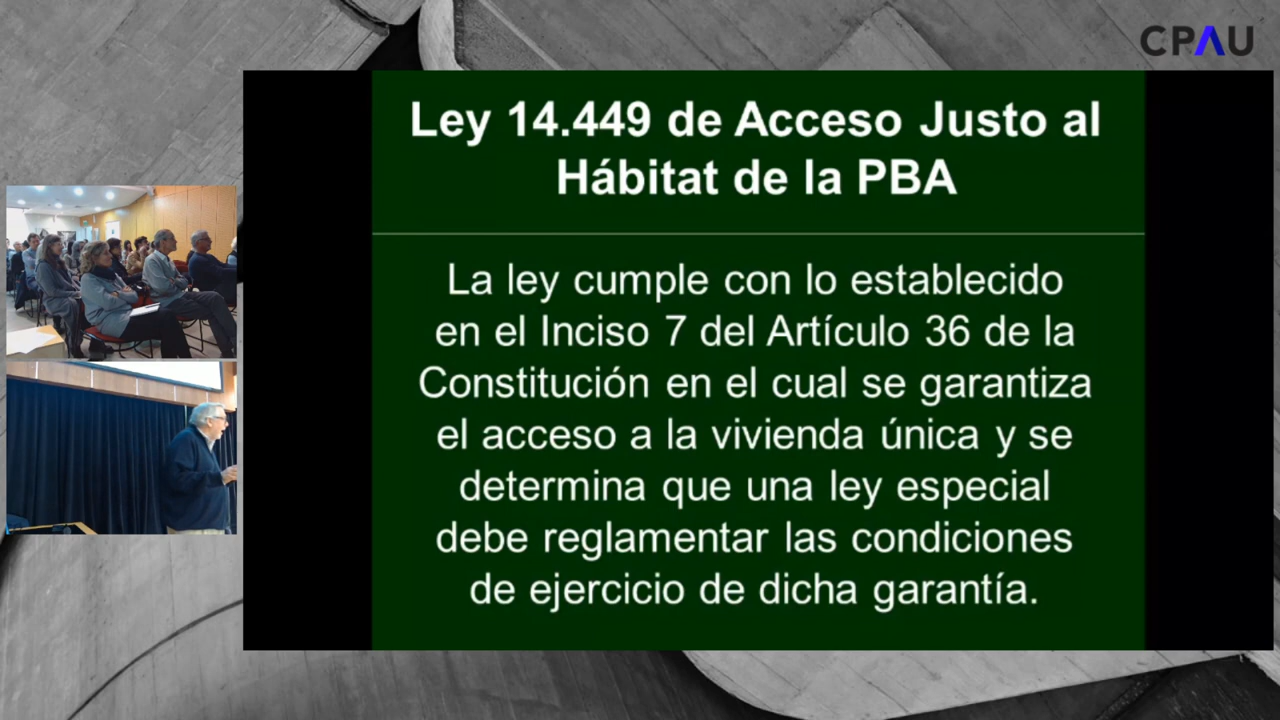 CPAU
Ley 14.449 de Acceso Justo al
Hábitat de la PBA
La ley cumple con lo establecido
en el Inciso 7 del Artículo 36 de la
Constitución en el cual se garantiza
el acceso a la vivienda única y se
determina que una ley especial
debe reglamentar las condiciones
de ejercicio de dicha garantía.